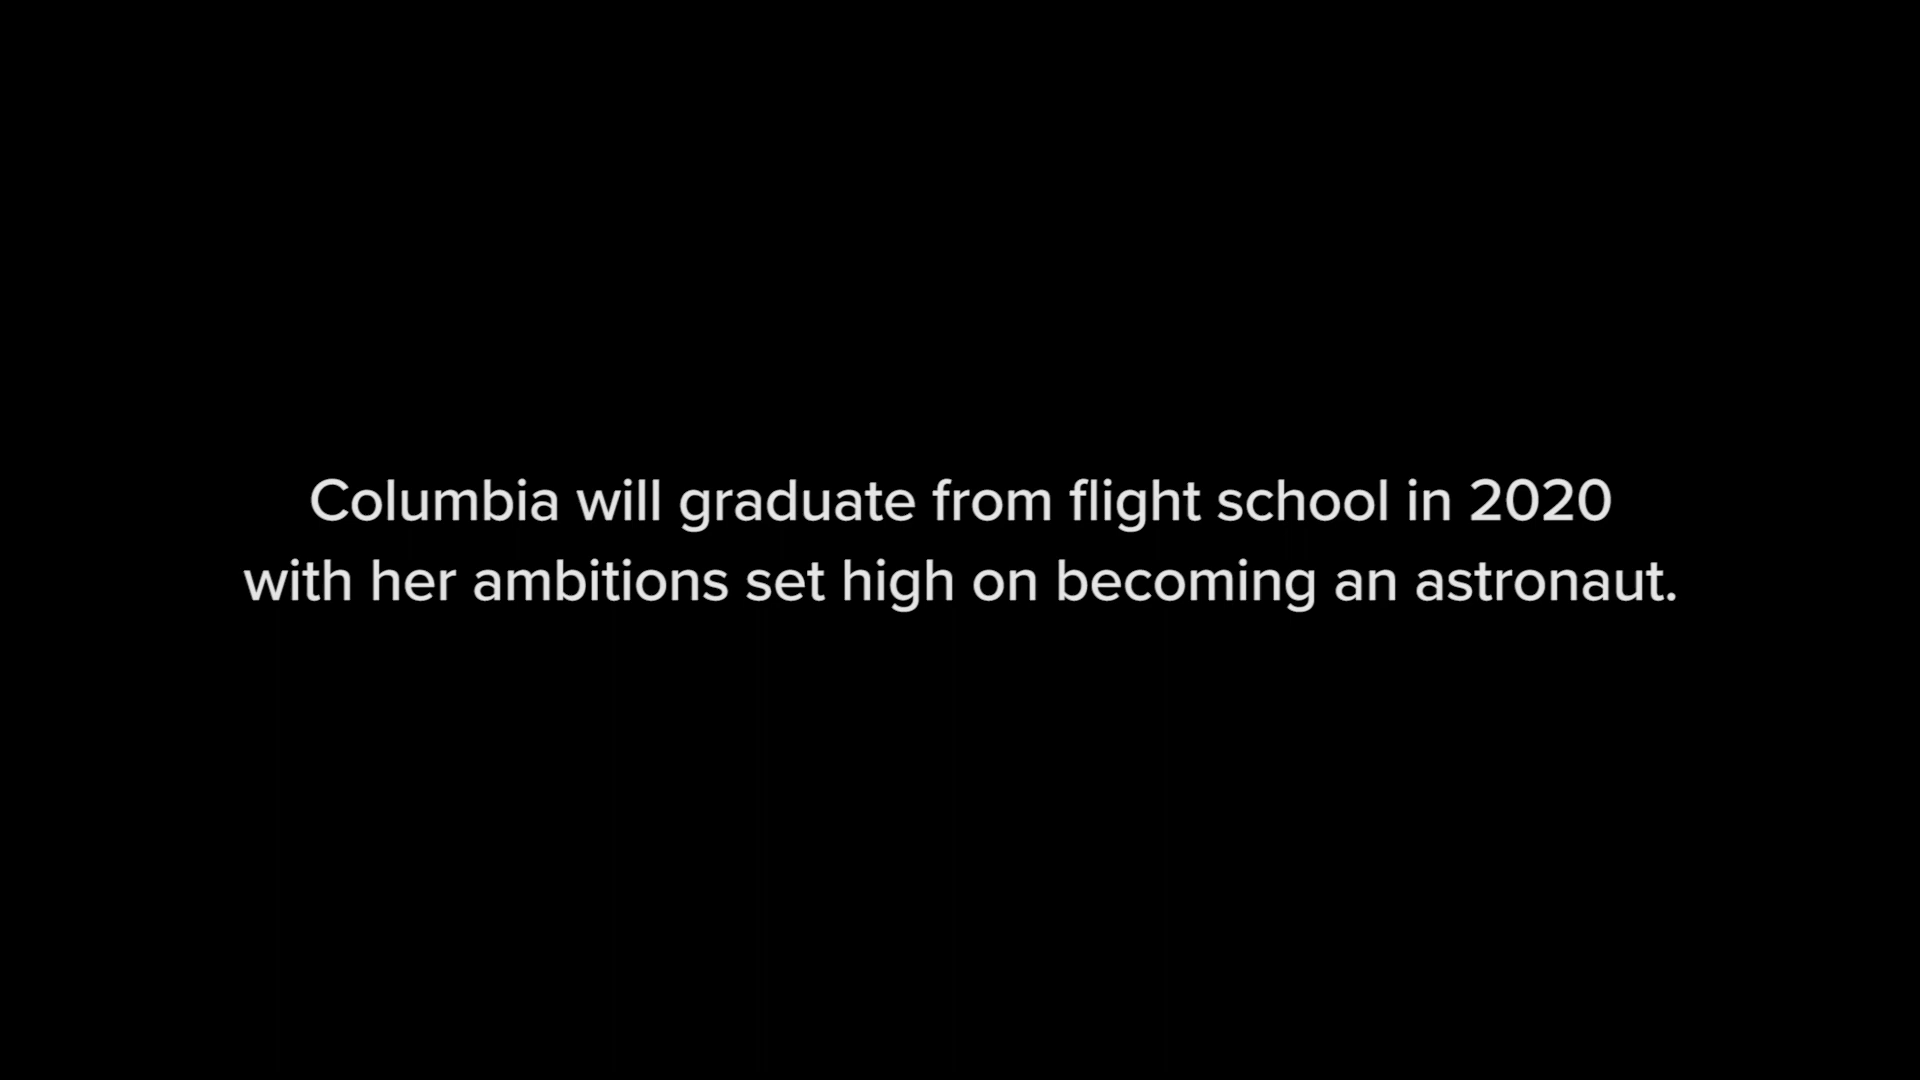 Columbia will graduate from flight school in 2020
with her ambitions set high on becoming an astronaut.